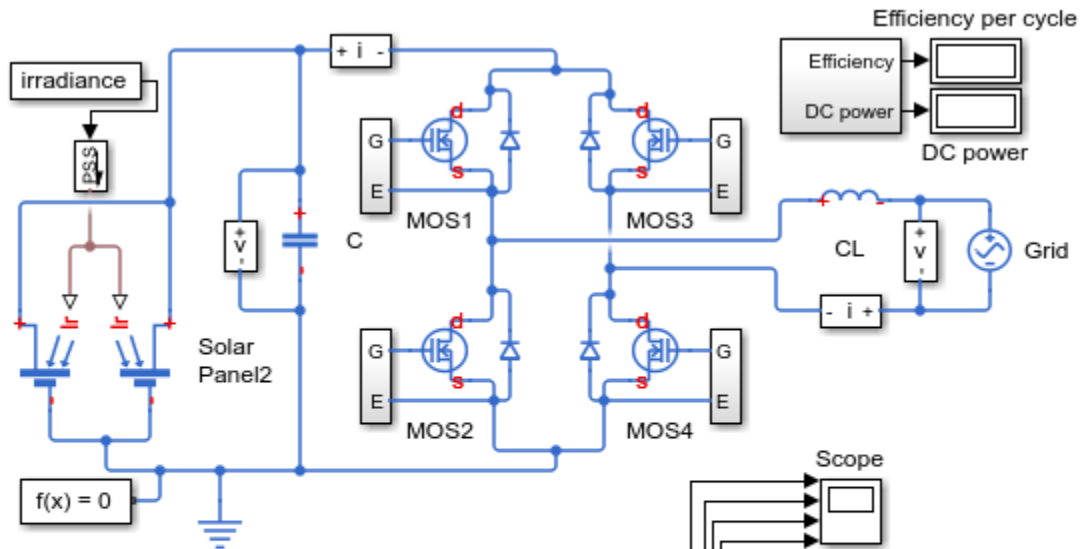 Efficiency per cycle
+ i -
irradiance
Efficiency
DC power
DC power
PS S
d
d
G
G
s
s
E
E
MOS1
MOS3
+
-
+ v -
+
C
CL
+ v -
Grid
- i +
+
Ir
Ir
+
d
d
Solar
Panel2
G
G
s
s
E
E
MOS2
MOS4
f(x) = 0
Scope